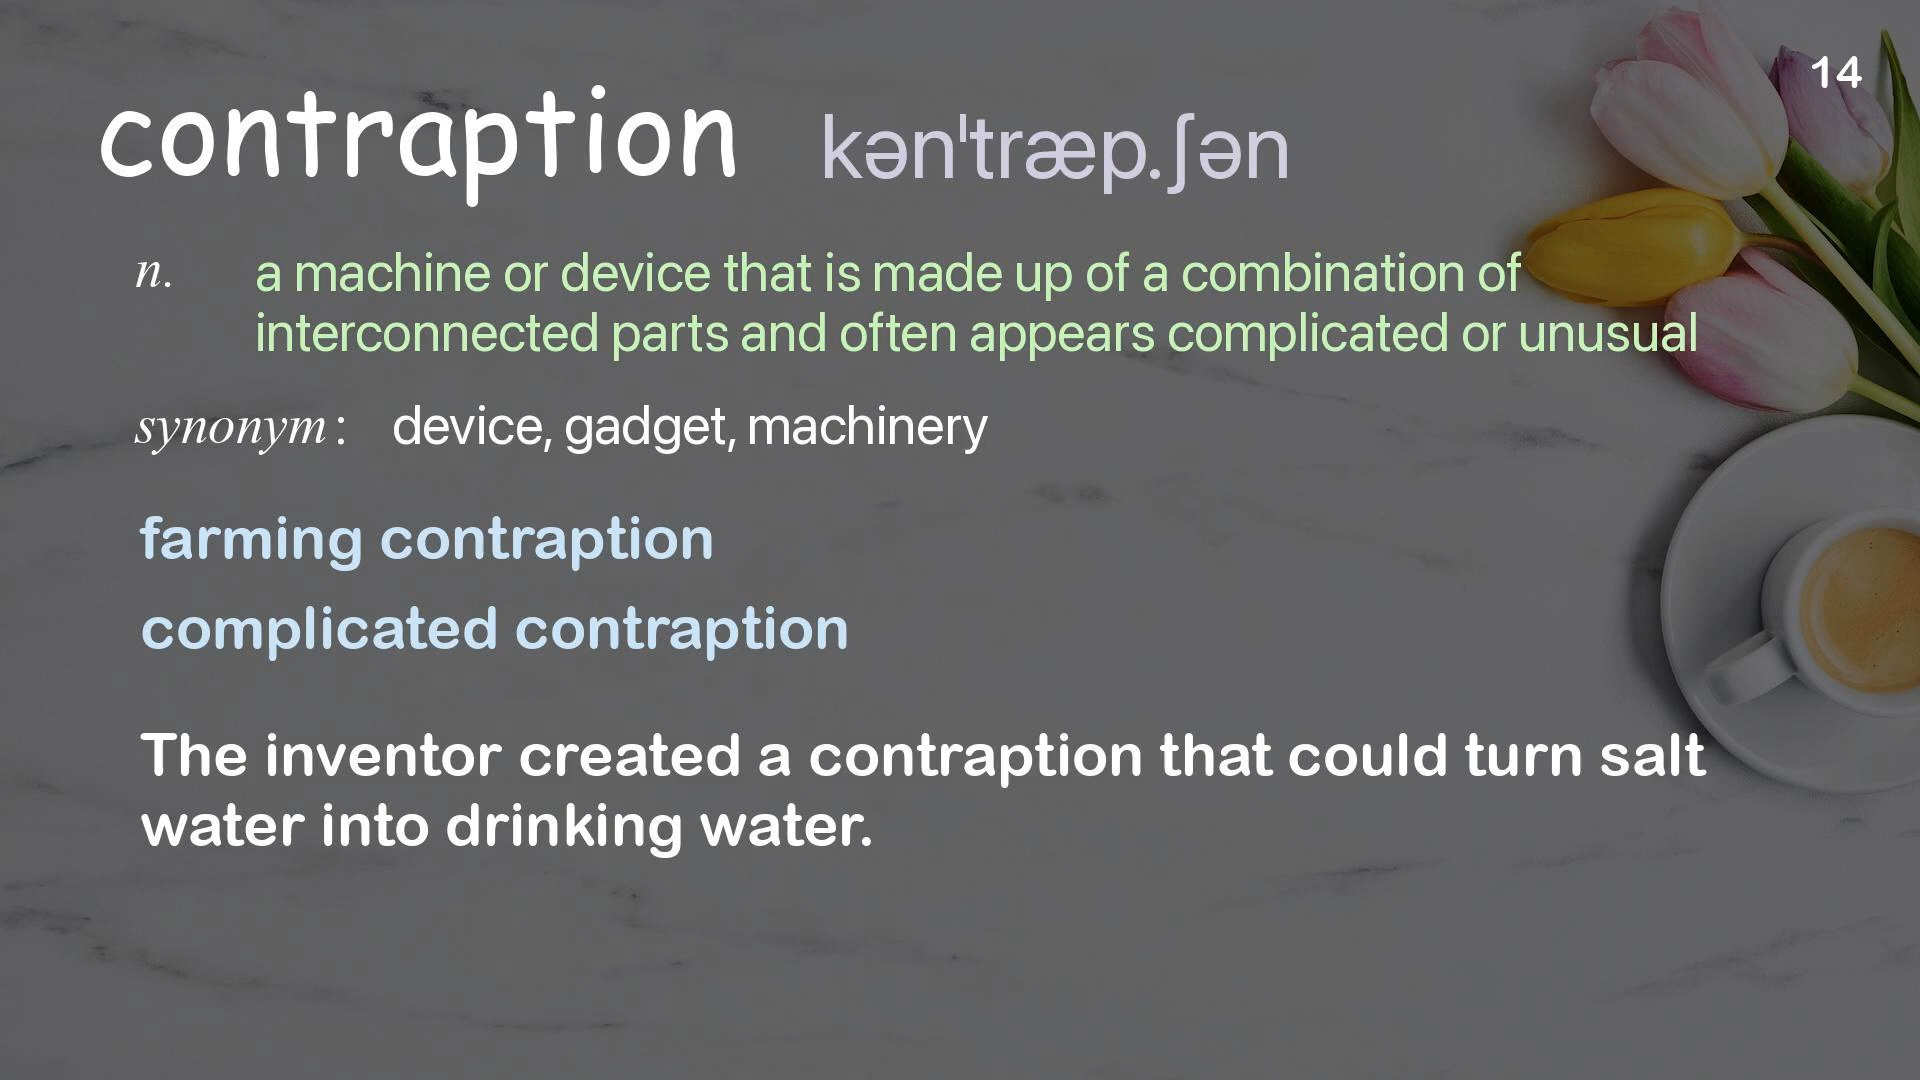 14
contraption kən'træp.ʃən
n. a machine or device that is made up of a combination of
interconnected parts and often appears complicated or unusual
synonym: device, gadget, machinery
farming contraption
complicated contraption
The inventor created a contraption that could turn salt
water into drinking water.